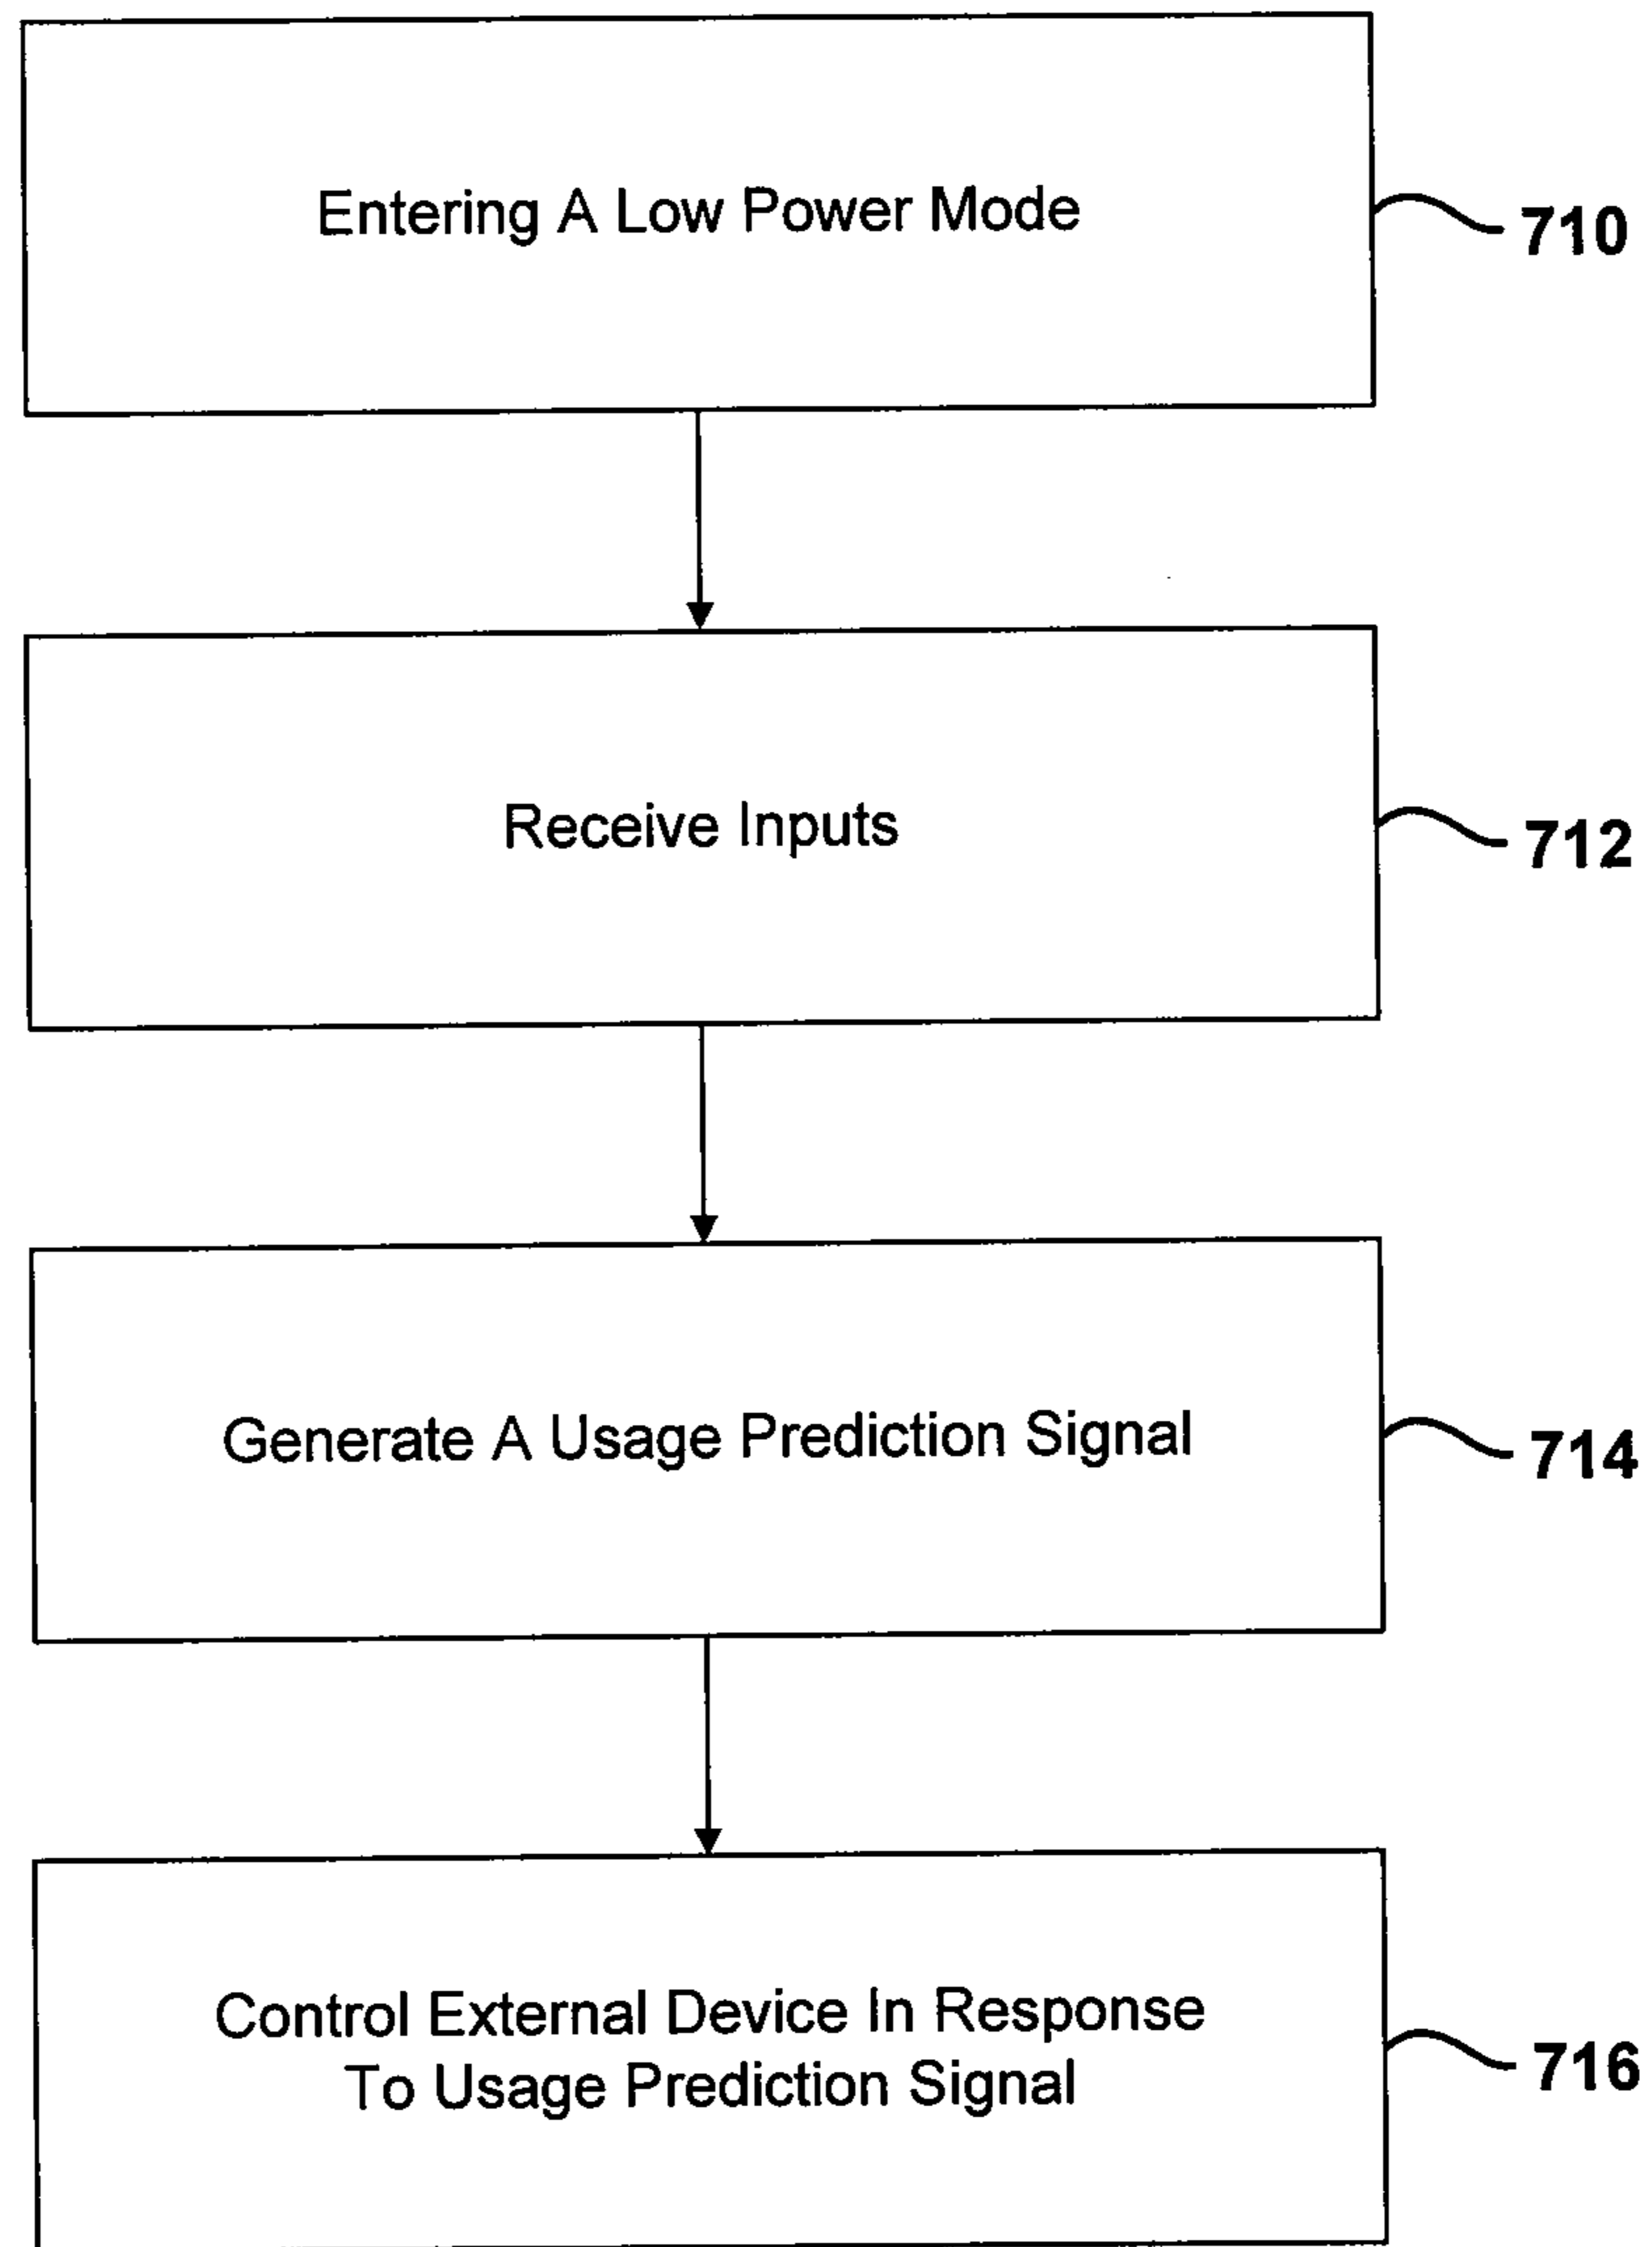 Entering A Low Power Mode
710
Receive Inputs
712
Generate A Usage Prediction Signal
714
Control External Device In Response
To Usage Prediction Signal
716